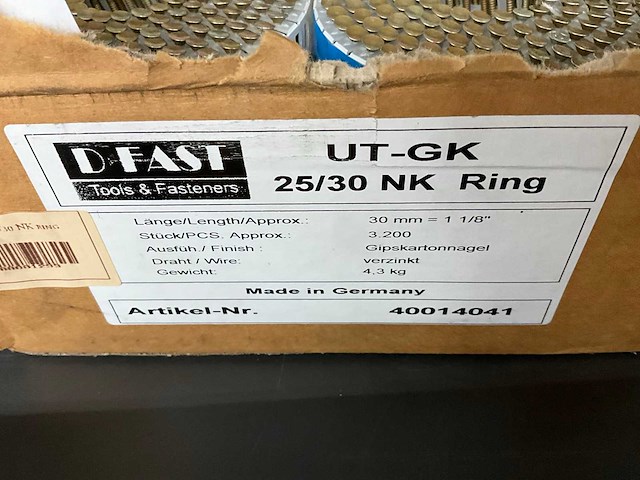 D FAST
Tools & Fasteners
UT-GK
25/30 NK Ring
30 NK RING
Länge/Length/Approx.: 30 mm = 1 1/8"
Stück/PCS. Approx.: 3.200
Ausfüh./ Finish : Gipskartonnagel
Draht / Wire: verzinkt
Gewicht: 4,3 kg
Made in Germany
Artikel-Nr. 40014041